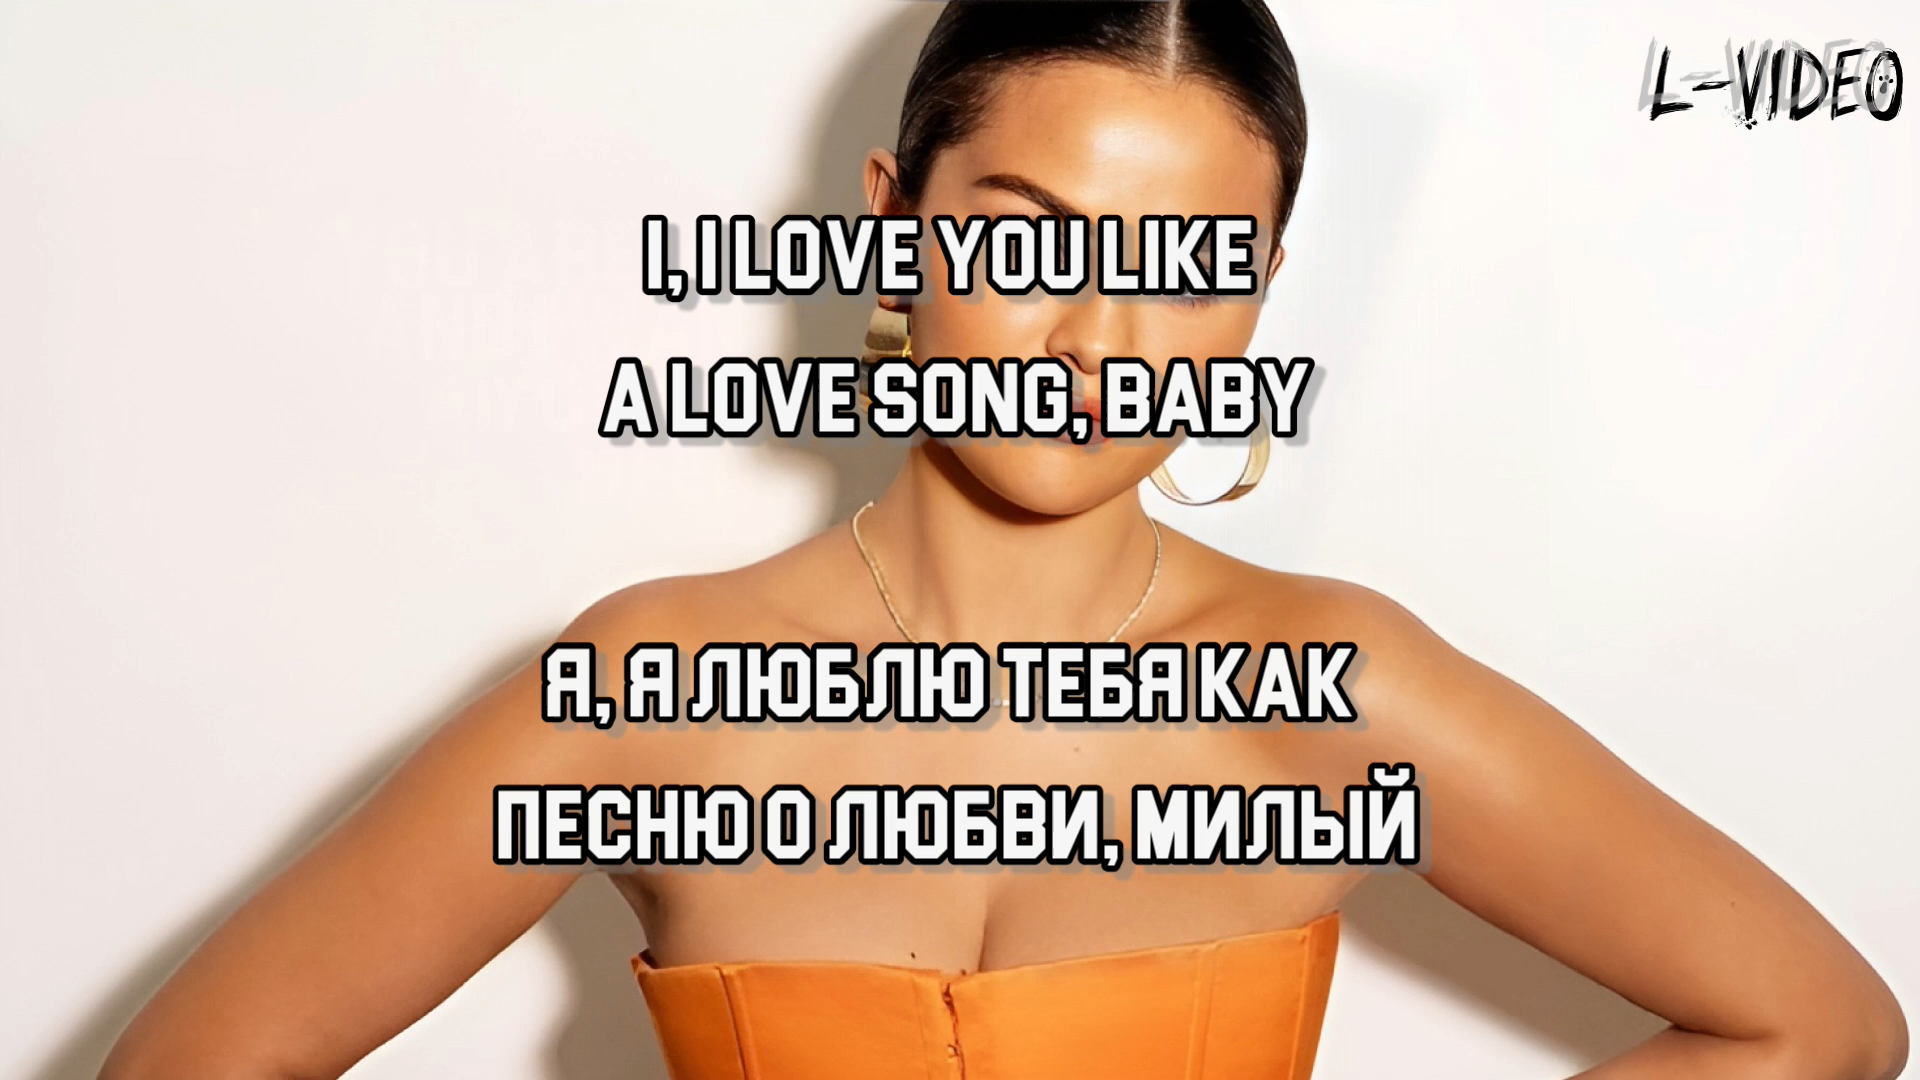 L-VIDEO
I, I LOVE YOU LIKE
A LOVE SONG, BABY
Я, Я ЛЮБЛЮ ТЕБЯ КАК
ПЕСНЮ О ЛЮБВИ, МИЛЫЙ